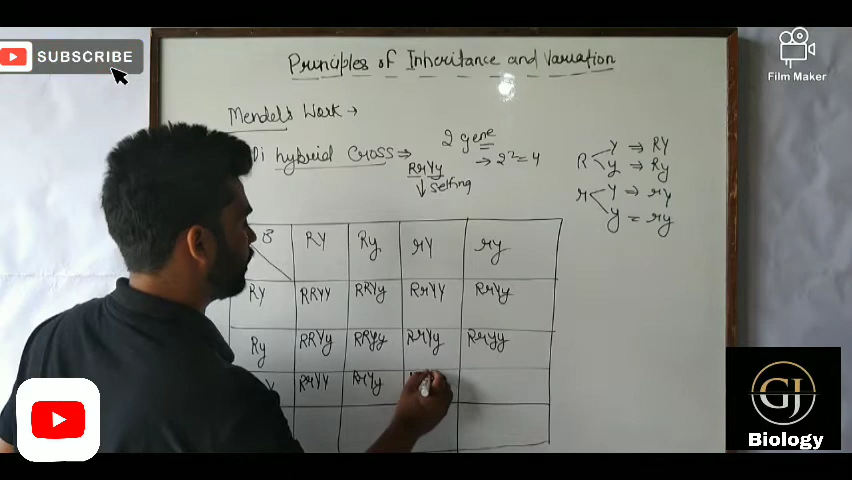 SUBSCRIBE
Film Maker
Principles of Inheritance and Variation
Mendel's Work →
Di hybrid Cross ⇒
2 gene
→ 2² = 4
RrYy
↓ Selfing
R Y ⇒ RY
y ⇒ Ry
r Y ⇒ rY
y = ry
RY Ry rY ry
RY RRYY RRYy RrYY RrYy
Ry RRYy RRyy RrYy Rryy
Y RrYY RrYy
GJ
Biology